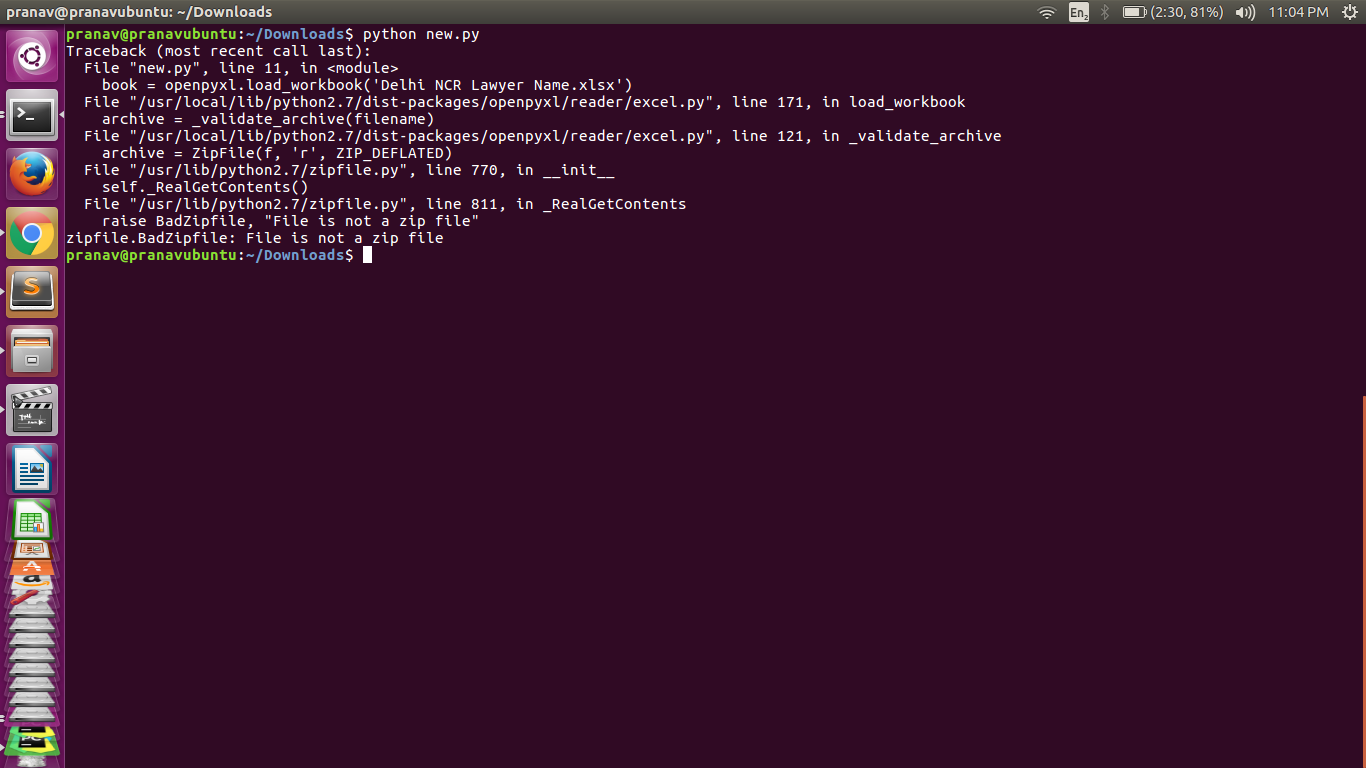 pranav@pranavubuntu: ~/Downloads
En2
(2:30, 81%)
11:04 PM
pranav@pranavubuntu:~/Downloads$ python new.py
Traceback (most recent call last):
  File "new.py", line 11, in <module>
    book = openpyxl.load_workbook('Delhi NCR Lawyer Name.xlsx')
  File "/usr/local/lib/python2.7/dist-packages/openpyxl/reader/excel.py", line 171, in load_workbook
    archive = _validate_archive(filename)
  File "/usr/local/lib/python2.7/dist-packages/openpyxl/reader/excel.py", line 121, in _validate_archive
    archive = ZipFile(f, 'r', ZIP_DEFLATED)
  File "/usr/lib/python2.7/zipfile.py", line 770, in __init__
    self._RealGetContents()
  File "/usr/lib/python2.7/zipfile.py", line 811, in _RealGetContents
    raise BadZipfile, "File is not a zip file"
zipfile.BadZipfile: File is not a zip file
pranav@pranavubuntu:~/Downloads$